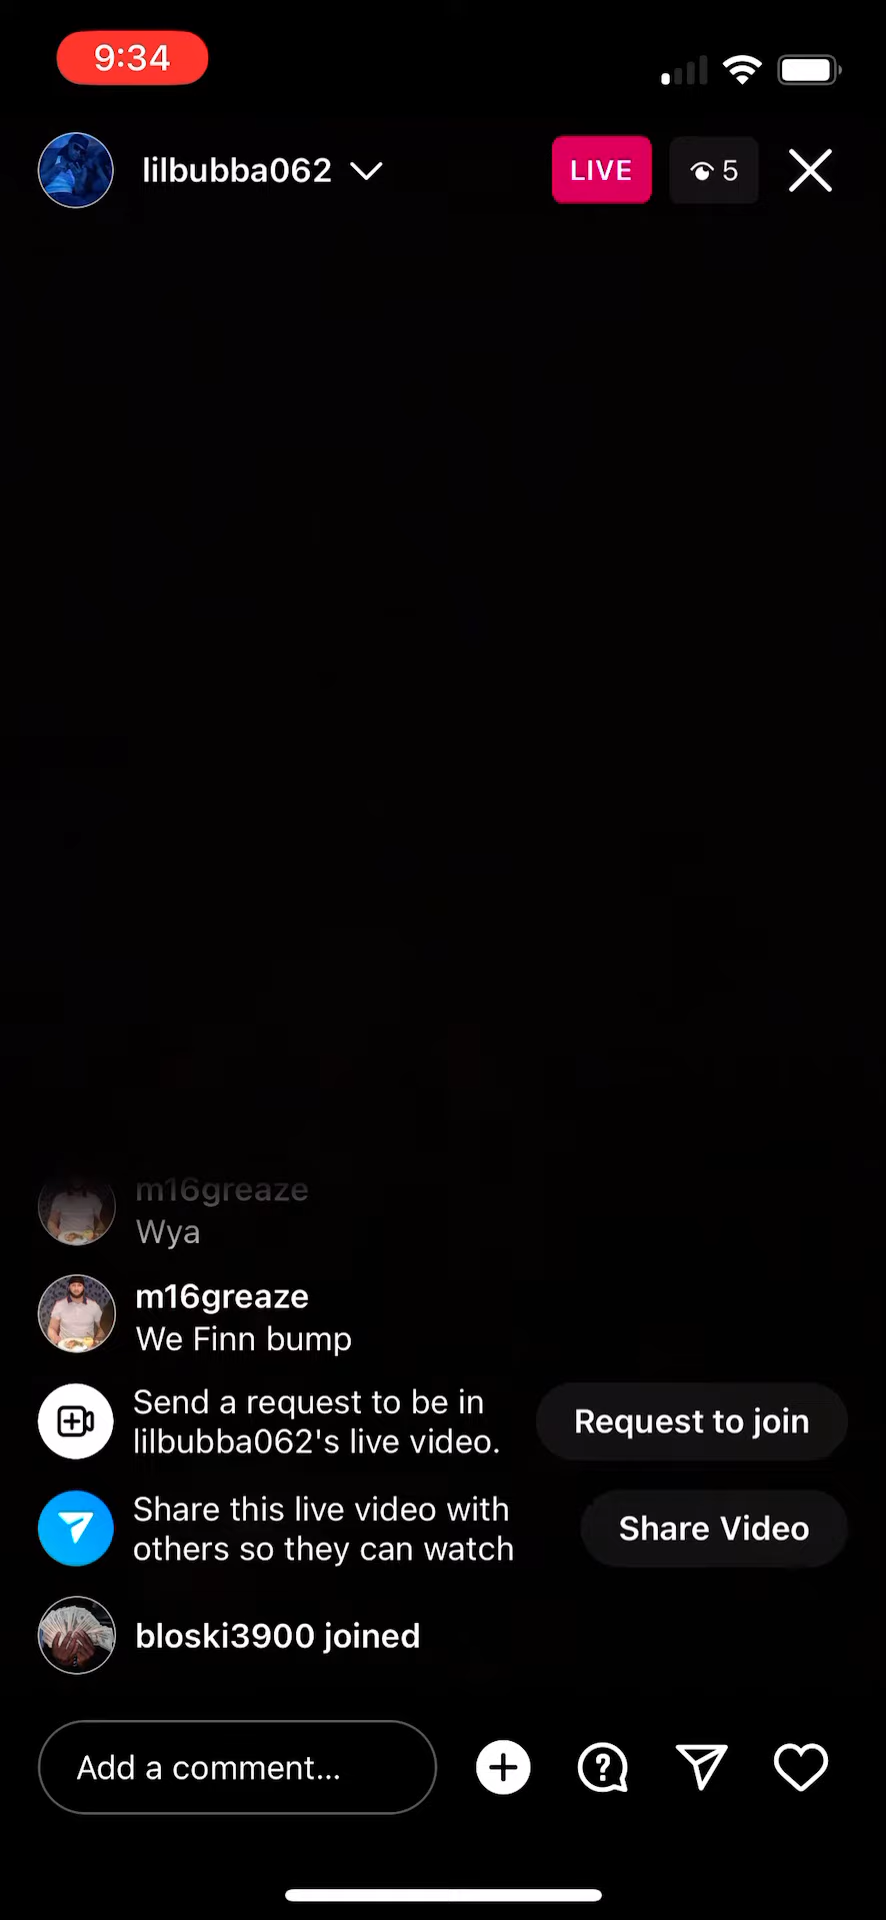 9:34
lilbubba062
LIVE
5
m16greaze
Wya
m16greaze
We Finn bump
Send a request to be in
lilbubba062's live video.
Request to join
Share this live video with
others so they can watch
Share Video
bloski3900 joined
Add a comment...